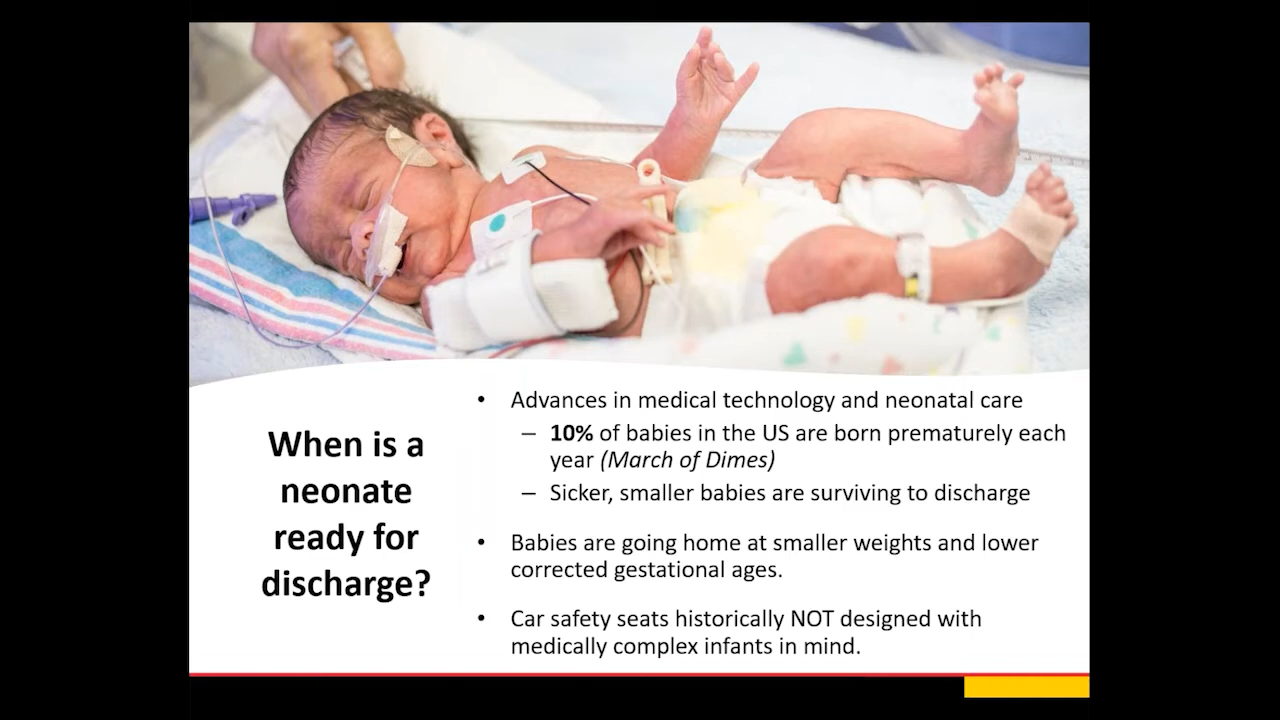 When is a
neonate
ready for
discharge?
• Advances in medical technology and neonatal care
– 10% of babies in the US are born prematurely each
year (March of Dimes)
– Sicker, smaller babies are surviving to discharge
• Babies are going home at smaller weights and lower
corrected gestational ages.
• Car safety seats historically NOT designed with
medically complex infants in mind.